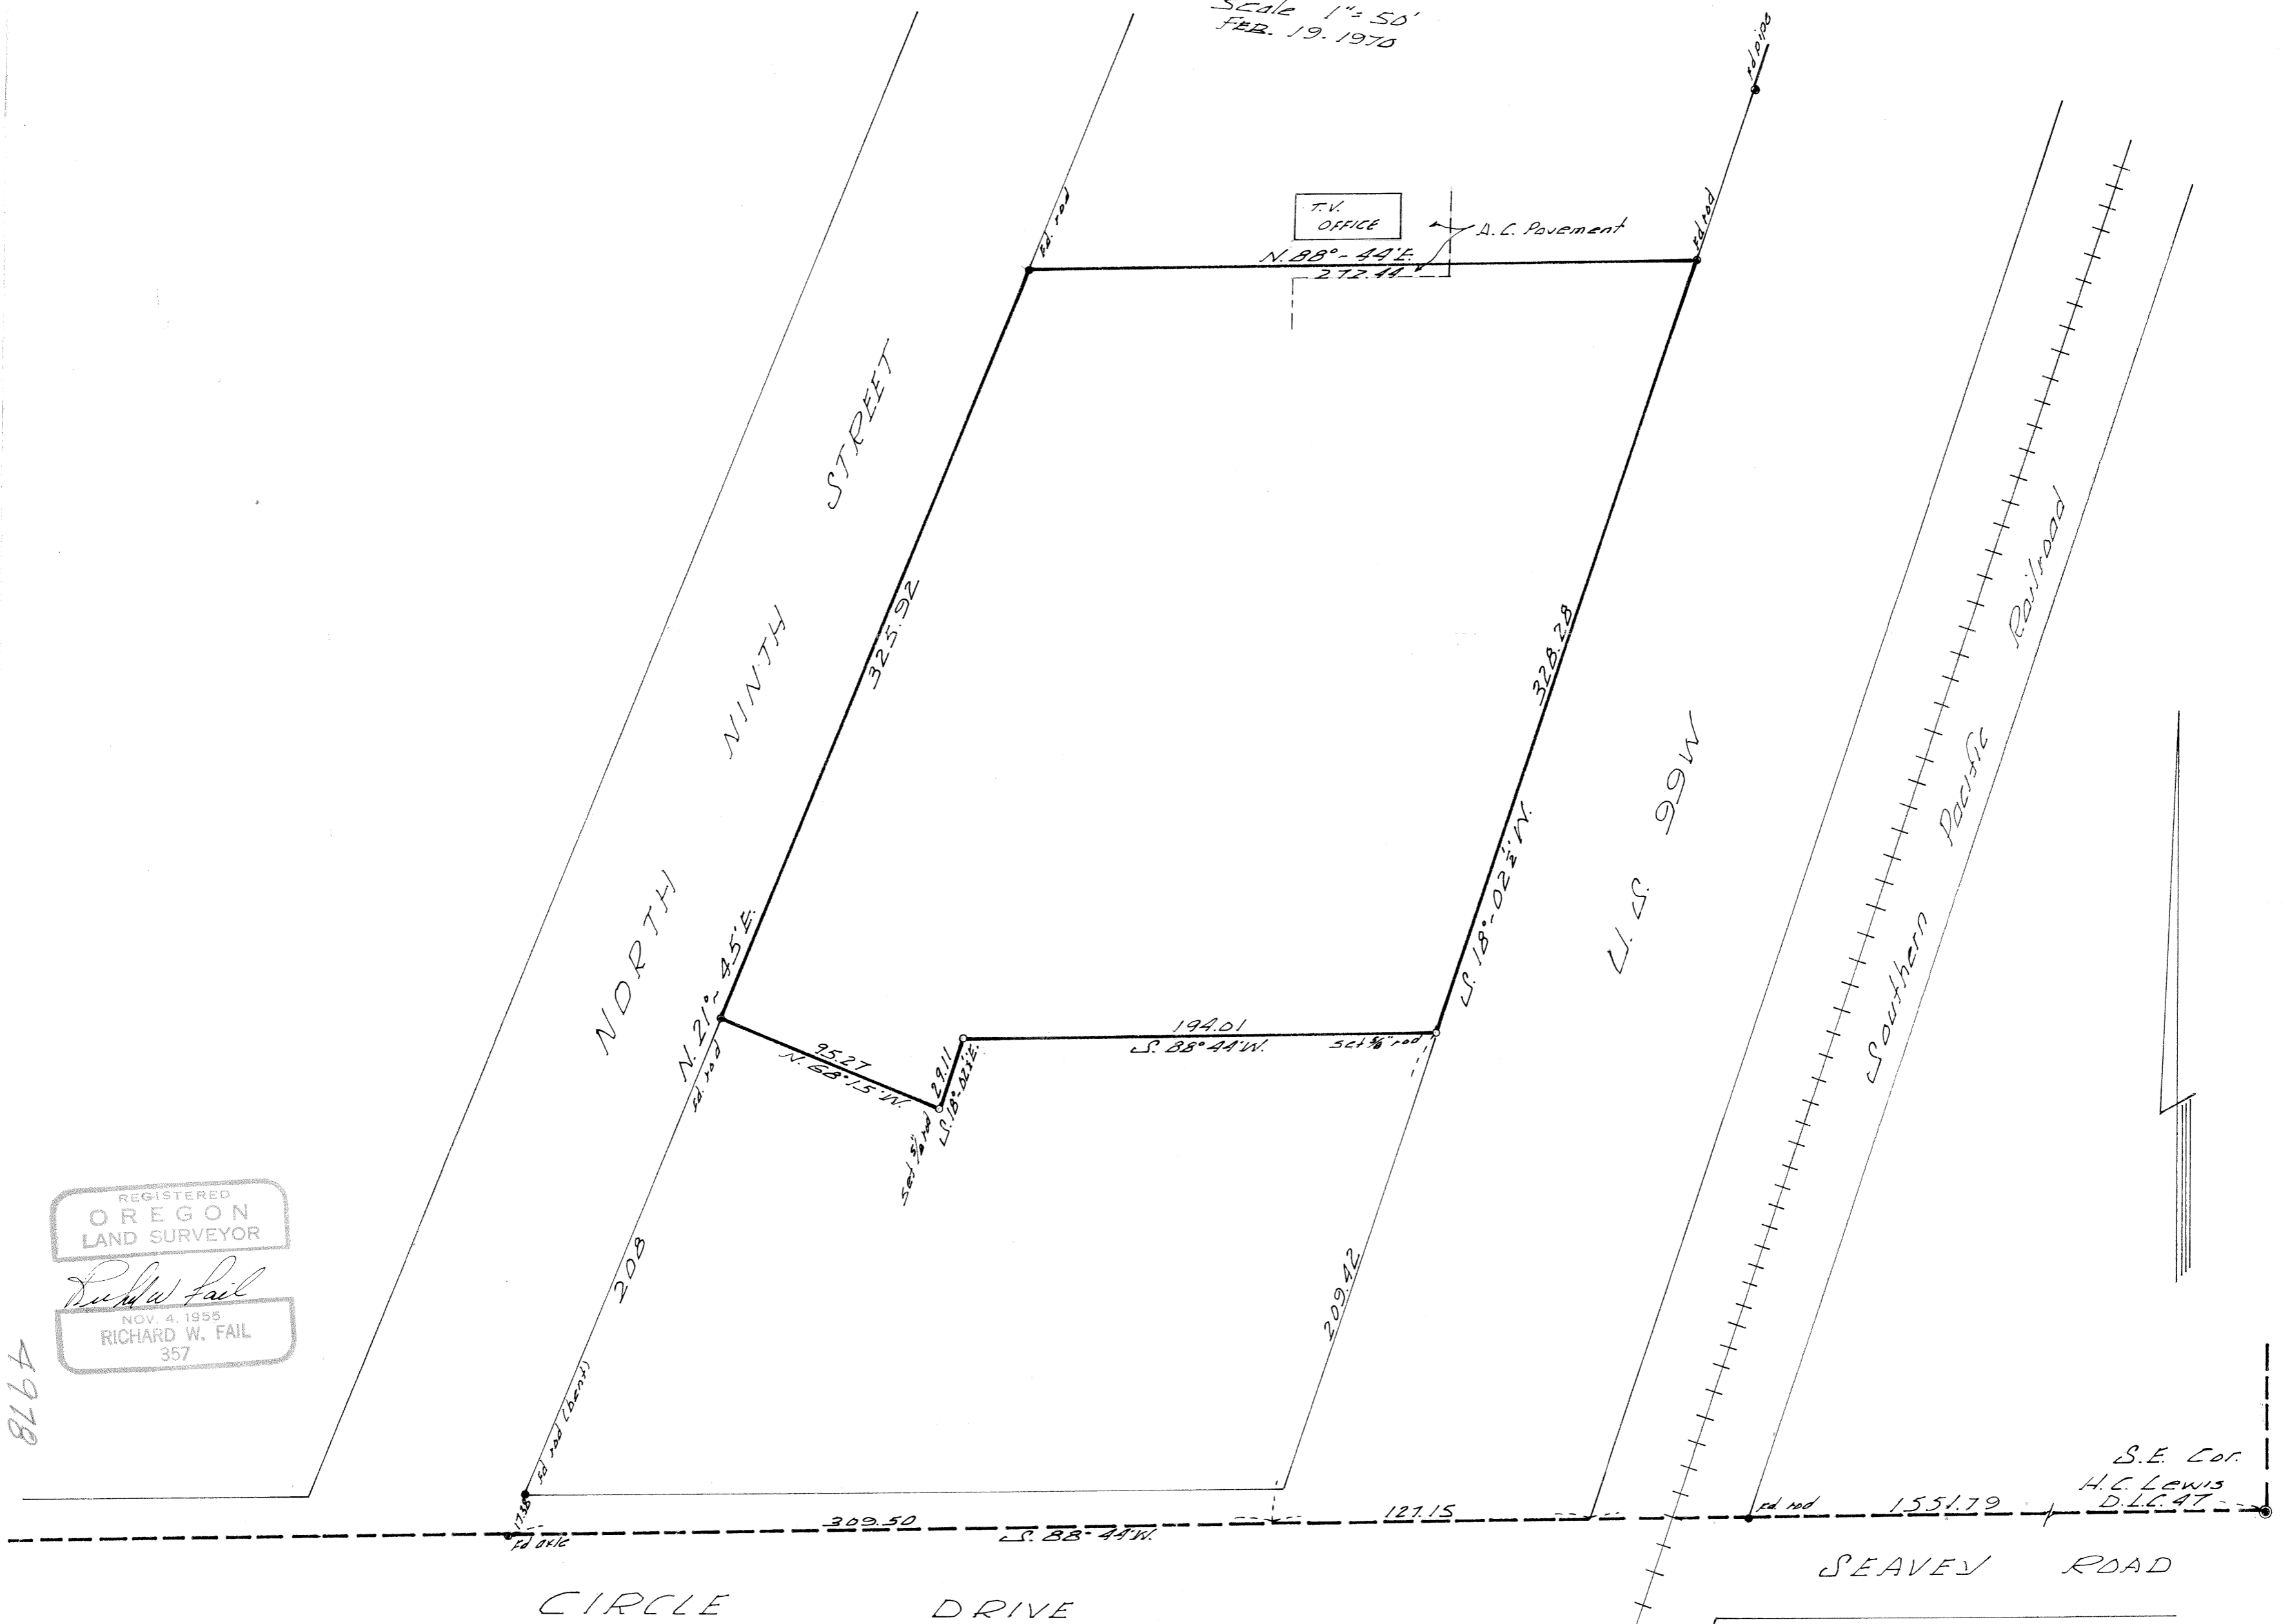 Scale 1"= 50'
FEB. 19. 1970
Fd pipe
Fd. rod
Fd rod
T.V.
OFFICE
A.C. Pavement
N. 88°- 44' E.
272.44
STREET
NINTH
NORTH
325.92
N. 21°- 45' E.
Fd. rod
328.28
S. 18°-02½' W.
U.S. 99W
Southern Pacific Railroad
194.01
S. 88°44' W.
Set ⅝" rod
29.11
S. 18°-02½' E.
95.27
N. 68°15' W.
Set ⅝ rod
208
209.42
Fd rod (bent)
17.38
Fd axle
309.50
S. 88°44' W.
127.15
Fd. rod
1551.79
S.E. Cor.
H.C. Lewis
D.L.C. 47
REGISTERED
OREGON
LAND SURVEYOR
Richard W Fail
NOV. 4, 1955
RICHARD W. FAIL
357
4978
CIRCLE DRIVE
SEAVEY ROAD